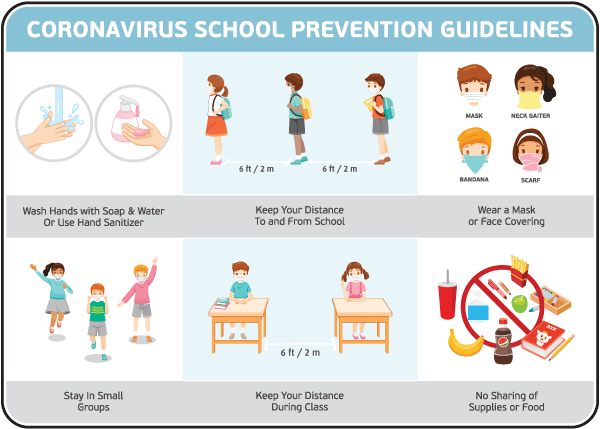 CORONAVIRUS SCHOOL PREVENTION GUIDELINES
6 ft / 2 m
6 ft / 2 m
MASK
NECK GAITER
BANDANA
SCARF
Wash Hands with Soap & Water
Or Use Hand Sanitizer
Keep Your Distance
To and From School
Wear a Mask
or Face Covering
6 ft / 2 m
BOOK
Stay In Small
Groups
Keep Your Distance
During Class
No Sharing of
Supplies or Food